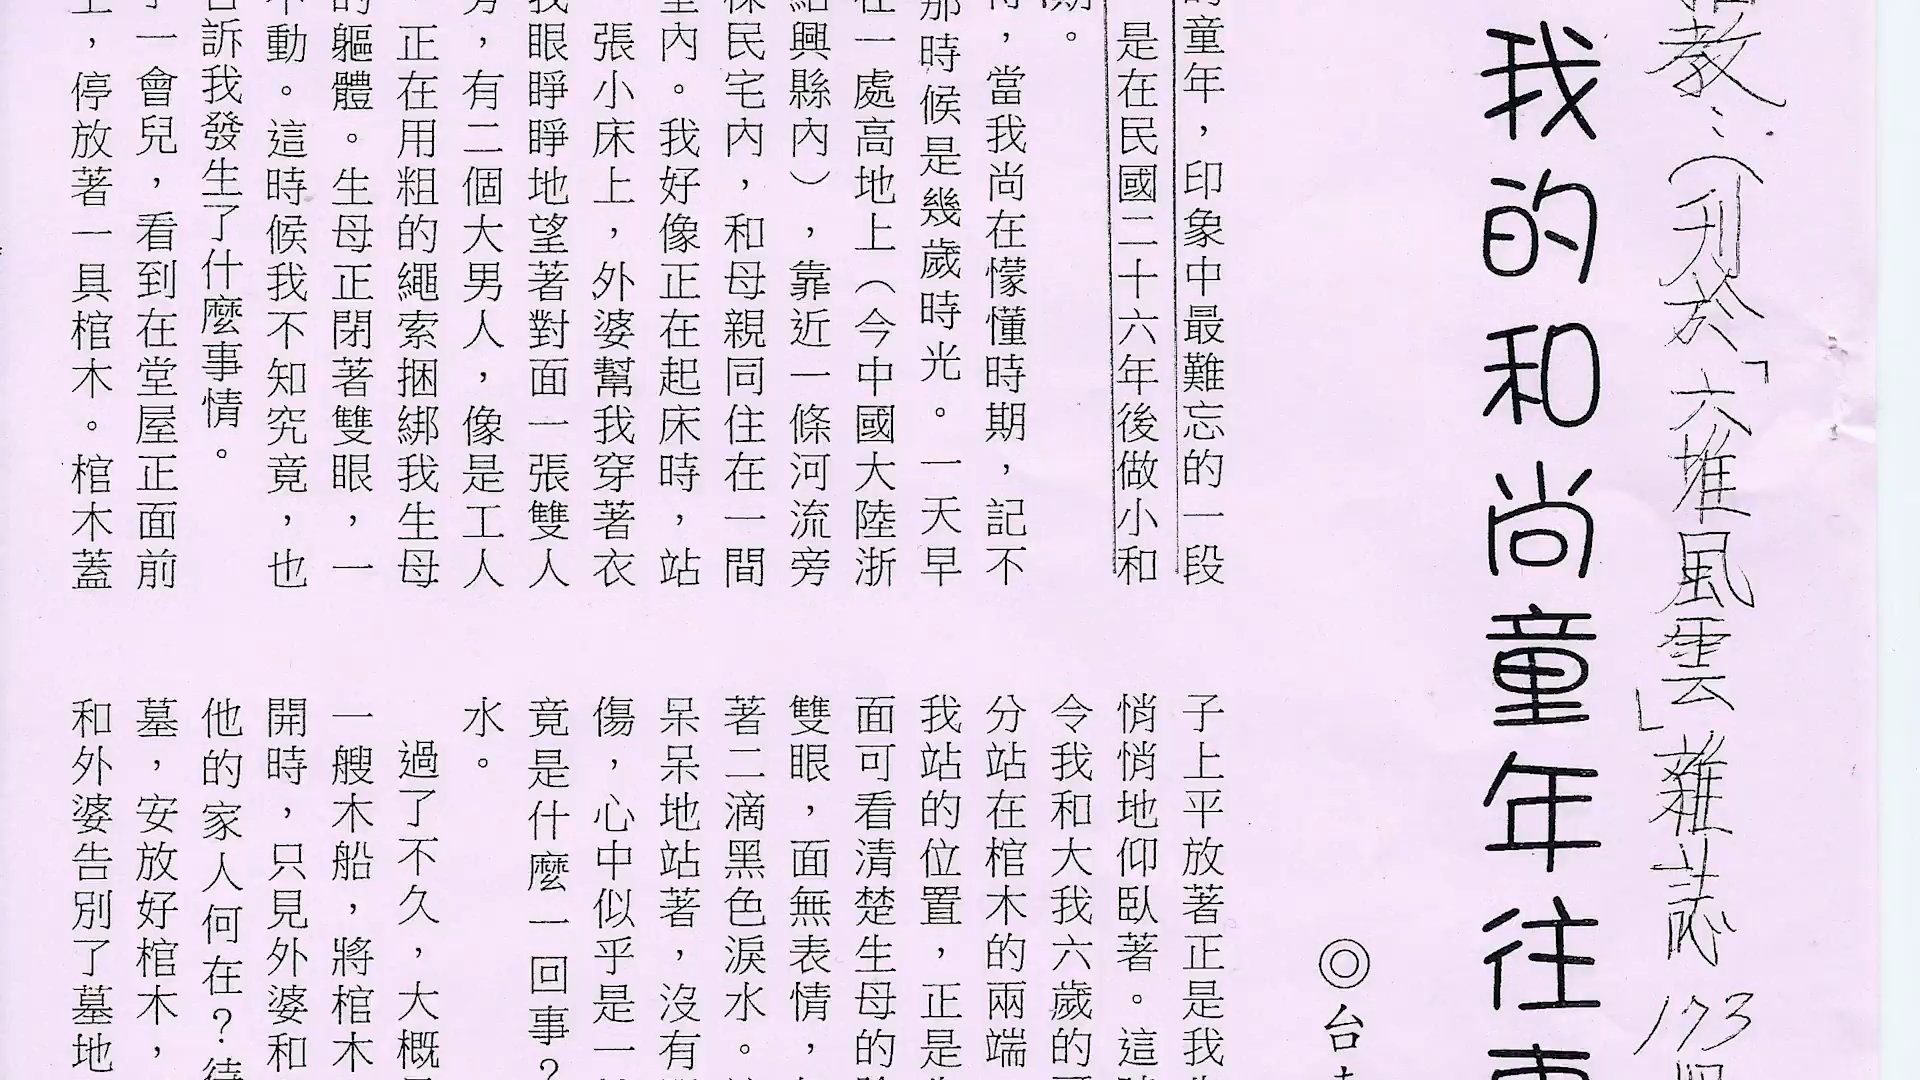 教：（刊於「六堆風雲」雜誌173期
我的和尚童年往事
◎台
的童年，印象中最難忘的一段
是在民國二十六年後做小和
期。
得，當我尚在懞懂時期，記不
那時候是幾歲時光。一天早
在一處高地上（今中國大陸浙
紹興縣內），靠近一條河流旁
棟民宅內，和母親同住在一間
室內。我好像正在起床時，站
張小床上，外婆幫我穿著衣
我眼睜睜地望著對面一張雙人
旁，有二個大男人，像是工人
，正在用粗的繩索捆綁我生母
的軀體。生母正閉著雙眼，一
不動。這時候我不知究竟，也
告訴我發生了什麼事情。
了一會兒，看到在堂屋正面前
上，停放著一具棺木。棺木蓋
子上平放著正是我
悄悄地仰臥著。這
令我和大我六歲的
分站在棺木的兩端
我站的位置，正是
面可看清楚生母的
雙眼，面無表情，
著二滴黑色淚水。
呆呆地站著，沒有
傷，心中似乎是一
竟是什麼一回事？
水。
過了不久，大概
一艘木船，將棺木
開時，只見外婆和
他的家人何在？待
墓，安放好棺木，
和外婆告別了墓地